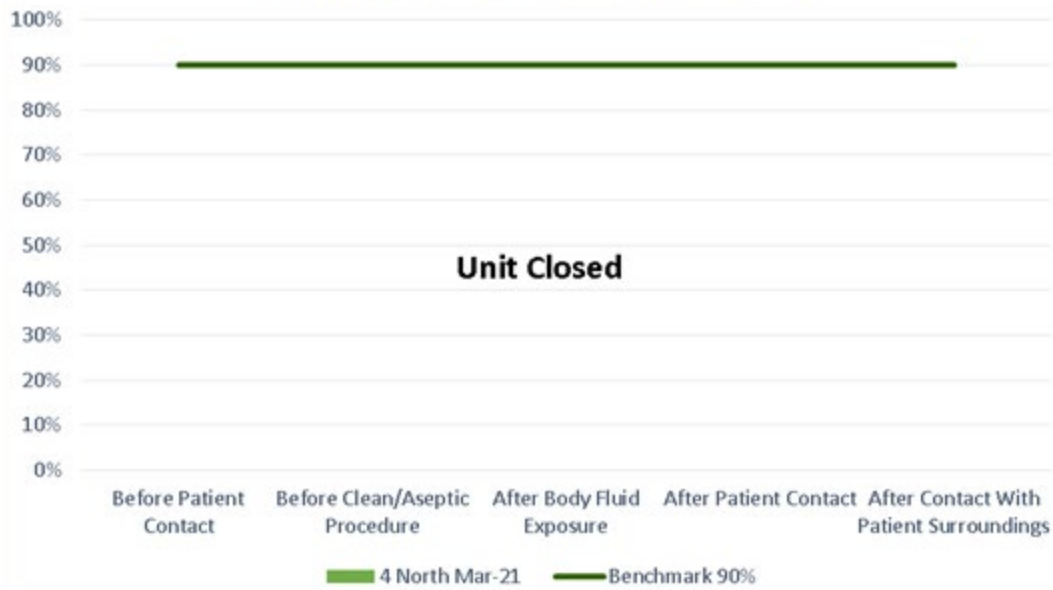 100%
90%
80%
70%
60%
50%
Unit Closed
40%
30%
20%
10%
0%
Before Patient
Contact
Before Clean/Aseptic
Procedure
After Body Fluid
Exposure
After Patient Contact
After Contact With
Patient Surroundings
4 North Mar-21
Benchmark 90%